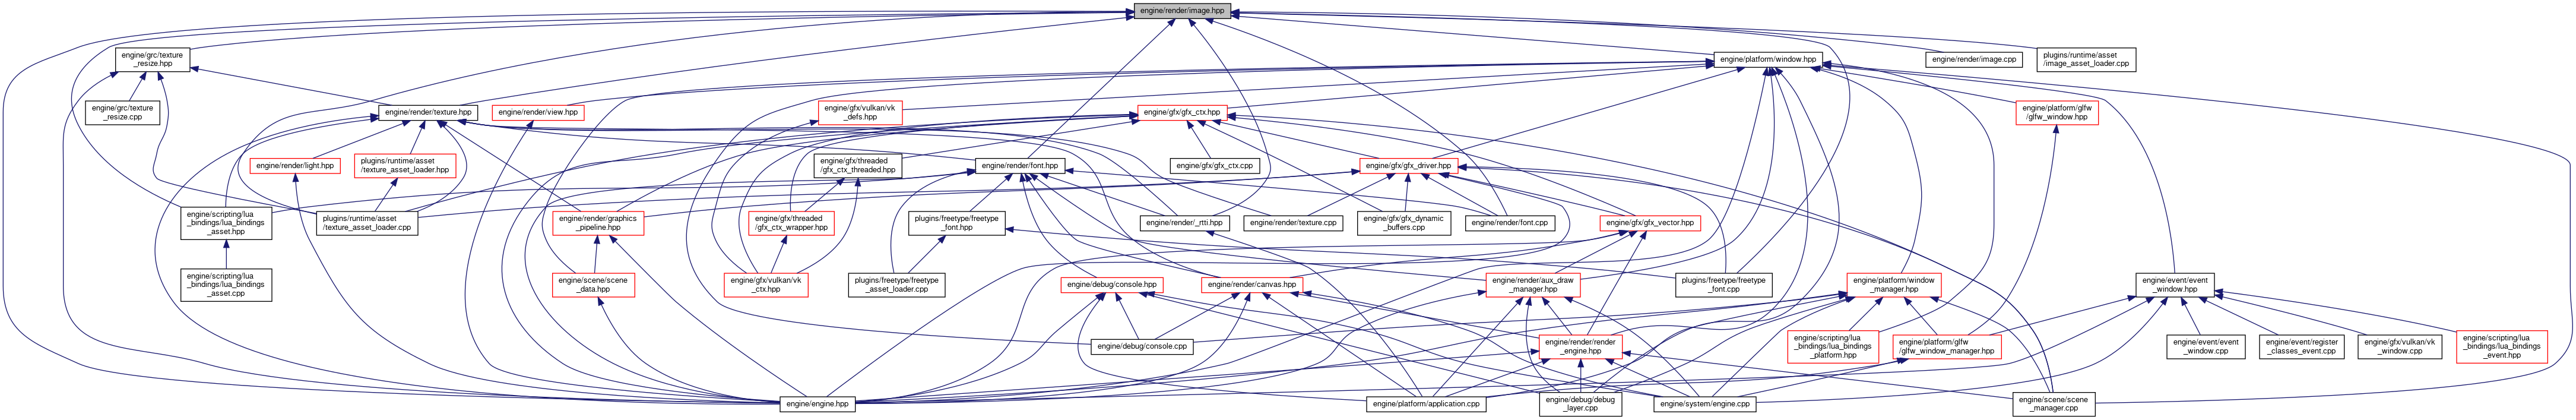 engine/render/image.hpp
engine/grc/texture
_resize.hpp
engine/platform/window.hpp
engine/render/image.cpp
plugins/runtime/asset
/image_asset_loader.cpp
engine/grc/texture
_resize.cpp
engine/render/texture.hpp
engine/render/view.hpp
engine/gfx/vulkan/vk
_defs.hpp
engine/gfx/gfx_ctx.hpp
engine/platform/glfw
/glfw_window.hpp
engine/render/light.hpp
plugins/runtime/asset
/texture_asset_loader.hpp
engine/gfx/threaded
/gfx_ctx_threaded.hpp
engine/render/font.hpp
engine/gfx/gfx_ctx.cpp
engine/gfx/gfx_driver.hpp
engine/scripting/lua
_bindings/lua_bindings
_asset.hpp
plugins/runtime/asset
/texture_asset_loader.cpp
engine/render/graphics
_pipeline.hpp
engine/gfx/threaded
/gfx_ctx_wrapper.hpp
plugins/freetype/freetype
_font.hpp
engine/render/_rtti.hpp
engine/render/texture.cpp
engine/gfx/gfx_dynamic
_buffers.cpp
engine/render/font.cpp
engine/gfx/gfx_vector.hpp
engine/scripting/lua
_bindings/lua_bindings
_asset.cpp
engine/scene/scene
_data.hpp
engine/gfx/vulkan/vk
_ctx.hpp
plugins/freetype/freetype
_asset_loader.cpp
engine/debug/console.hpp
engine/render/canvas.hpp
engine/render/aux_draw
_manager.hpp
plugins/freetype/freetype
_font.cpp
engine/platform/window
_manager.hpp
engine/event/event
_window.hpp
engine/debug/console.cpp
engine/render/render
_engine.hpp
engine/scripting/lua
_bindings/lua_bindings
_platform.hpp
engine/platform/glfw
/glfw_window_manager.hpp
engine/event/event
_window.cpp
engine/event/register
_classes_event.cpp
engine/gfx/vulkan/vk
_window.cpp
engine/scripting/lua
_bindings/lua_bindings
_event.hpp
engine/engine.hpp
engine/platform/application.cpp
engine/debug/debug
_layer.cpp
engine/system/engine.cpp
engine/scene/scene
_manager.cpp